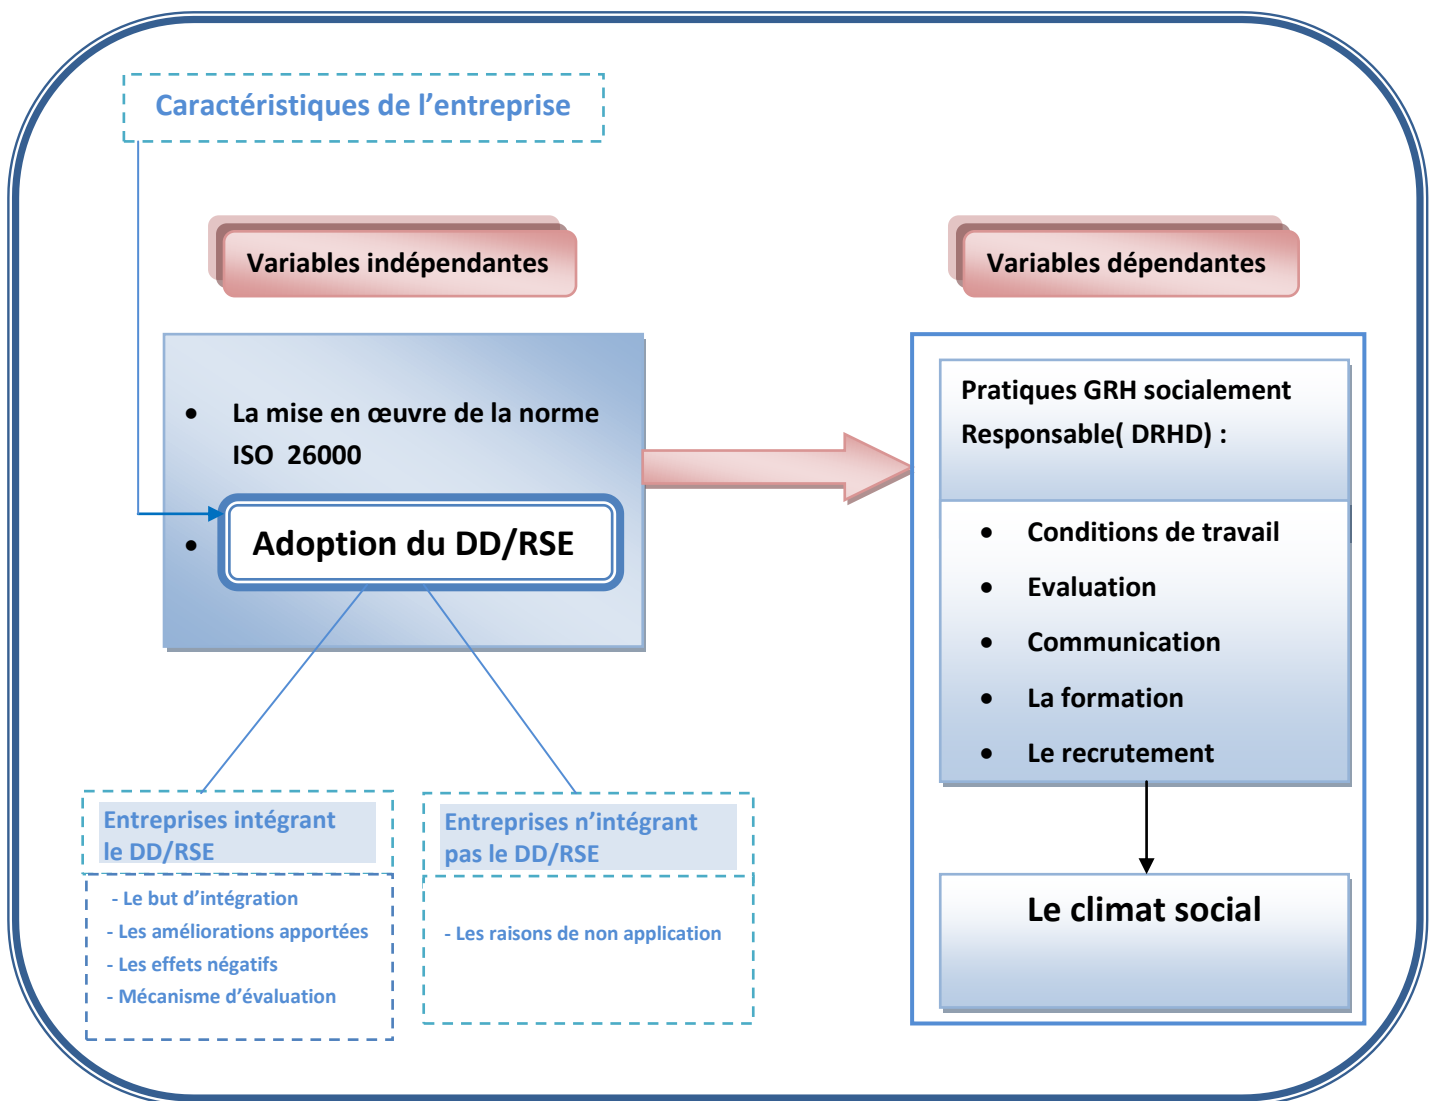 Caractéristiques de l’entreprise
Variables indépendantes
Variables dépendantes
• La mise en œuvre de la norme
ISO 26000
• Adoption du DD/RSE
Pratiques GRH socialement
Responsable( DRHD) :
• Conditions de travail
• Evaluation
• Communication
• La formation
• Le recrutement
Le climat social
Entreprises intégrant
le DD/RSE
- Le but d’intégration
- Les améliorations apportées
- Les effets négatifs
- Mécanisme d’évaluation
Entreprises n’intégrant
pas le DD/RSE
- Les raisons de non application